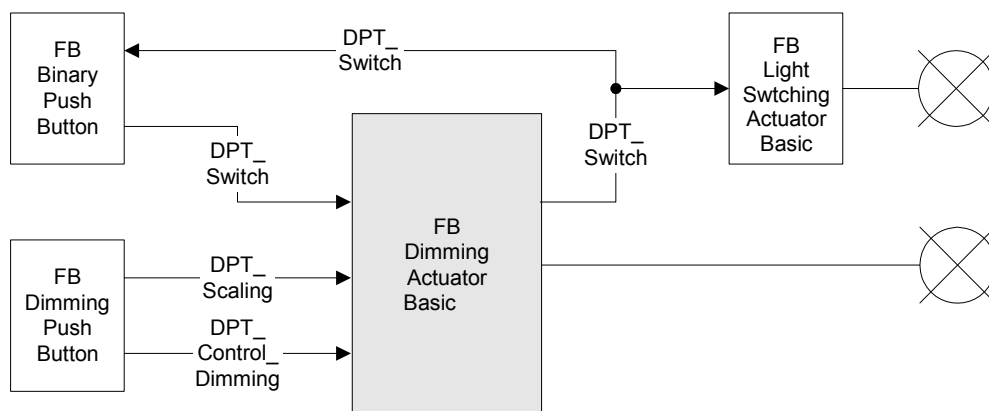 FB
Binary
Push
Button
DPT_
Switch
DPT_
Switch
DPT_
Switch
FB
Light
Swtching
Actuator
Basic
FB
Dimming
Actuator
Basic
FB
Dimming
Push
Button
DPT_
Scaling
DPT_
Control_
Dimming